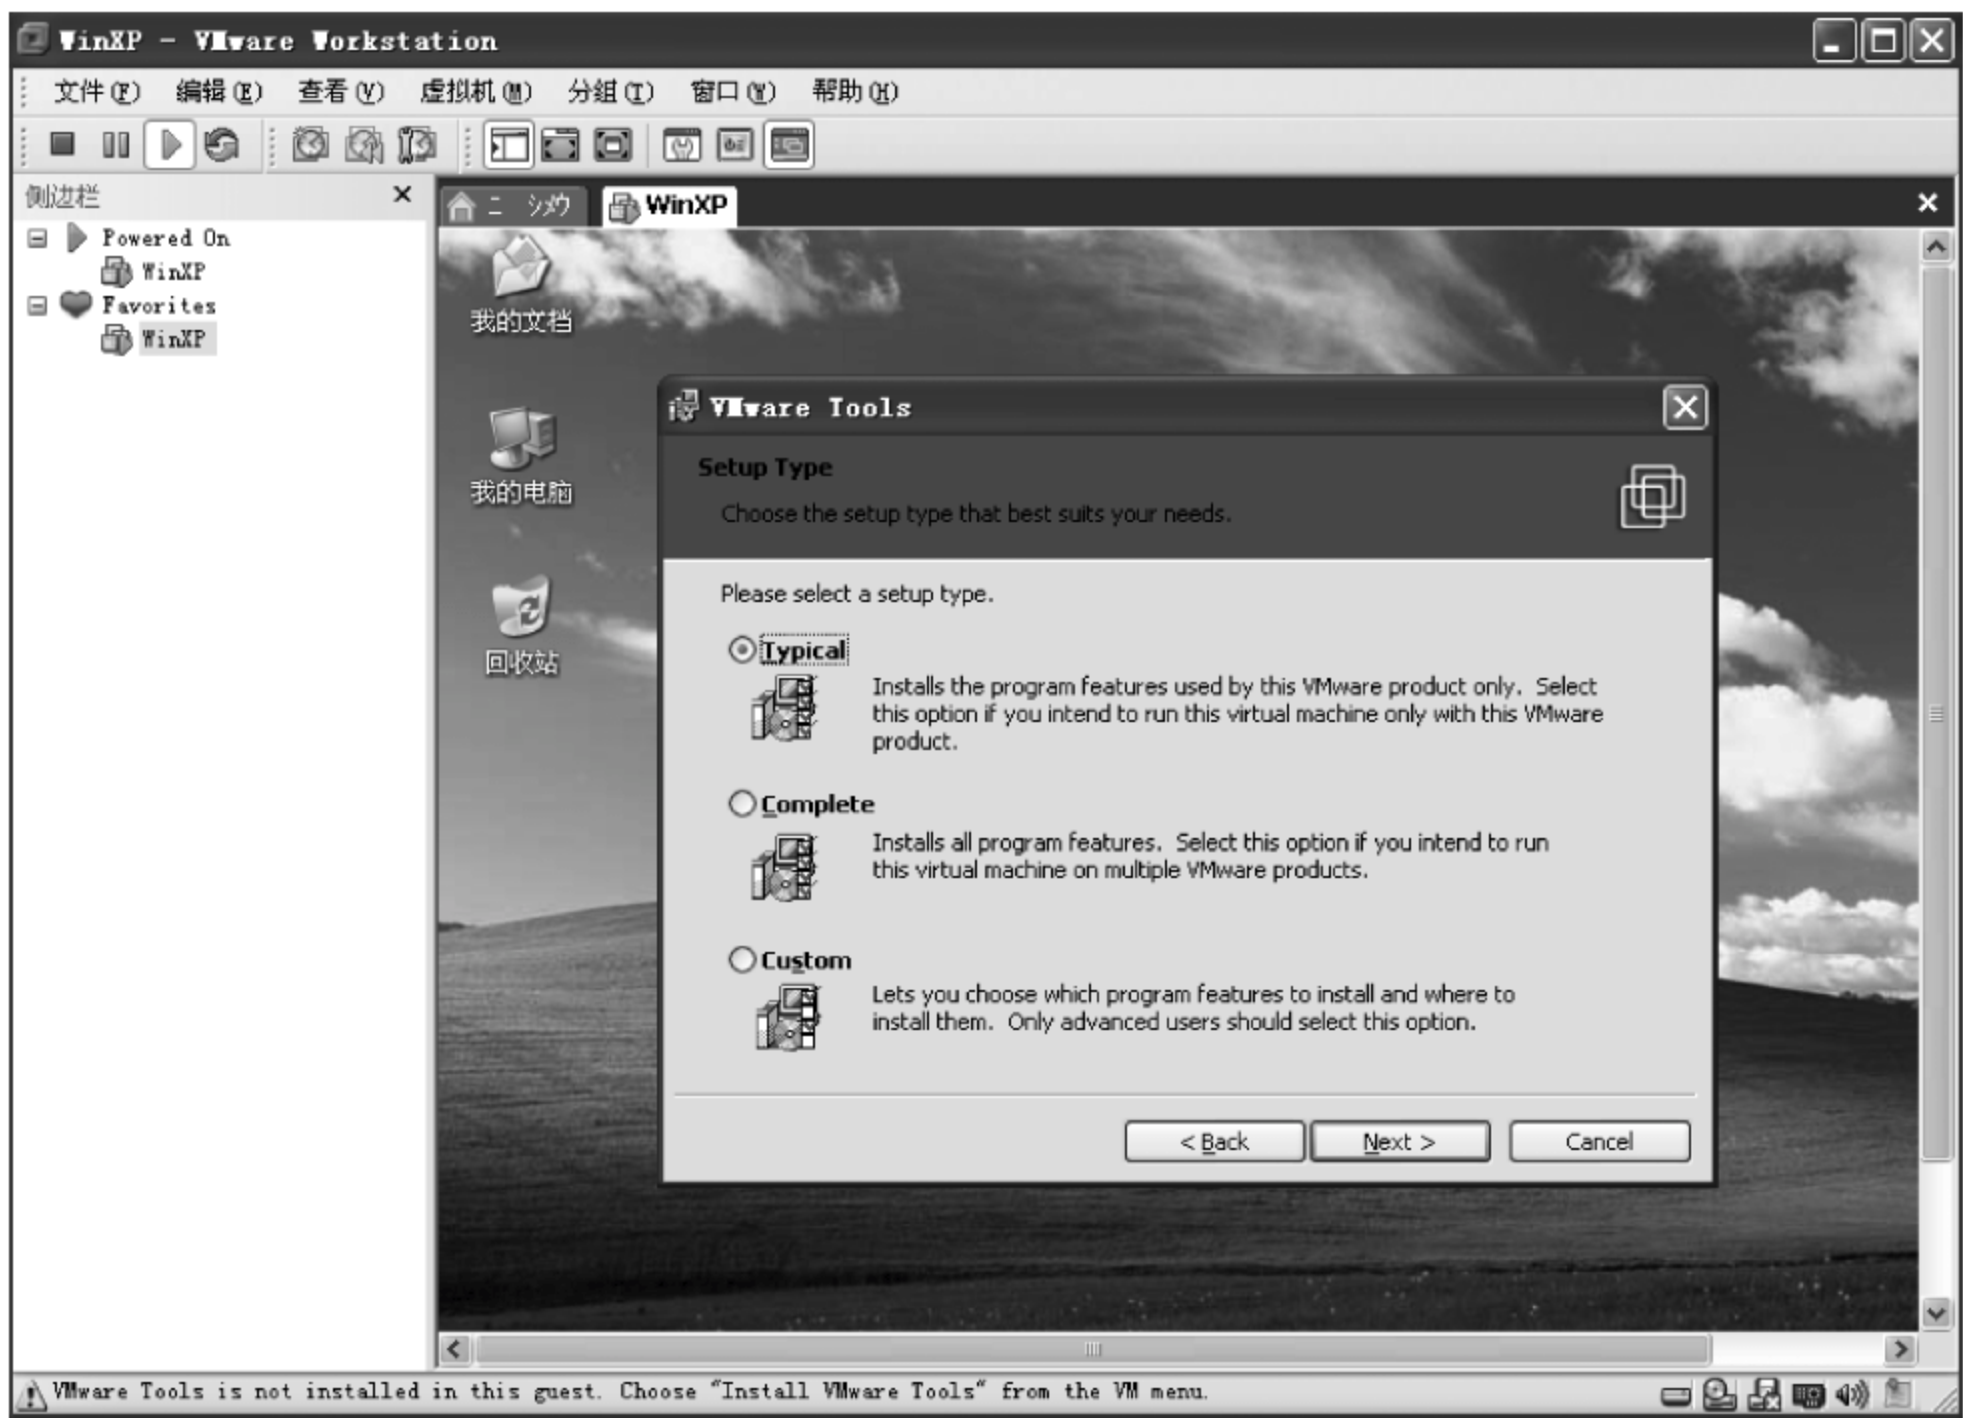 WinXP - VMware Workstation
文件(F) 编辑(E) 查看(V) 虚拟机(M) 分组(T) 窗口(W) 帮助(H)
侧边栏
Powered On
WinXP
Favorites
WinXP
ニ シメウ
WinXP
我的文档
我的电脑
回收站
VMware Tools
Setup Type
Choose the setup type that best suits your needs.
Please select a setup type.
Typical
Installs the program features used by this VMware product only. Select
this option if you intend to run this virtual machine only with this VMware
product.
Complete
Installs all program features. Select this option if you intend to run
this virtual machine on multiple VMware products.
Custom
Lets you choose which program features to install and where to
install them. Only advanced users should select this option.
< Back Next > Cancel
VMware Tools is not installed in this guest. Choose "Install VMware Tools" from the VM menu.